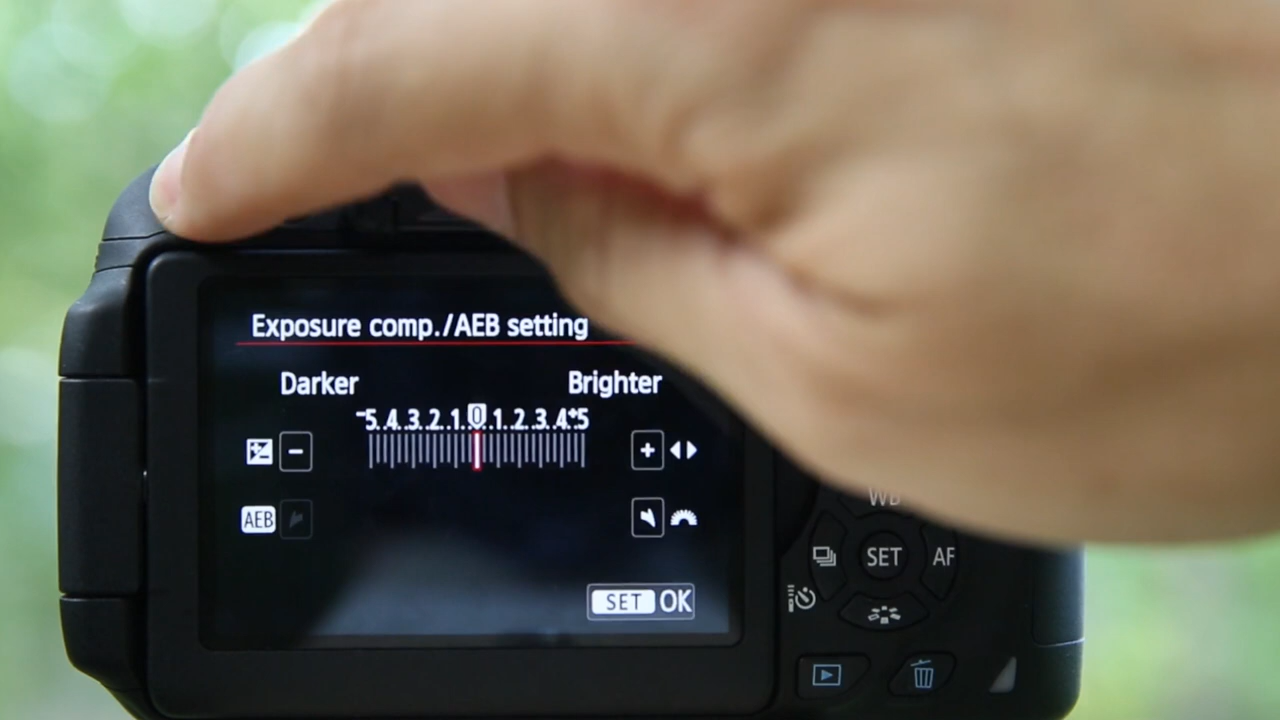 Exposure comp./AEB setting
Darker Brighter
-5..4..3..2..1..0..1..2..3..4..+5
AEB
SET OK
WB
SET AF